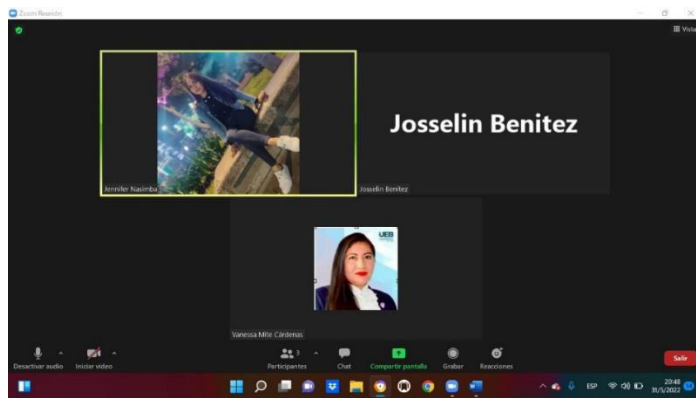 Zoom Reunión
Vista
Jennifer Nasimba
Josselin Benitez
Josselin Benitez
UEB
Vanessa Mite Cárdenas
Desactivar audio
Iniciar video
3
Participantes
Chat
Compartir pantalla
Grabar
Reacciones
Salir
ESP
20:48
31/5/2022